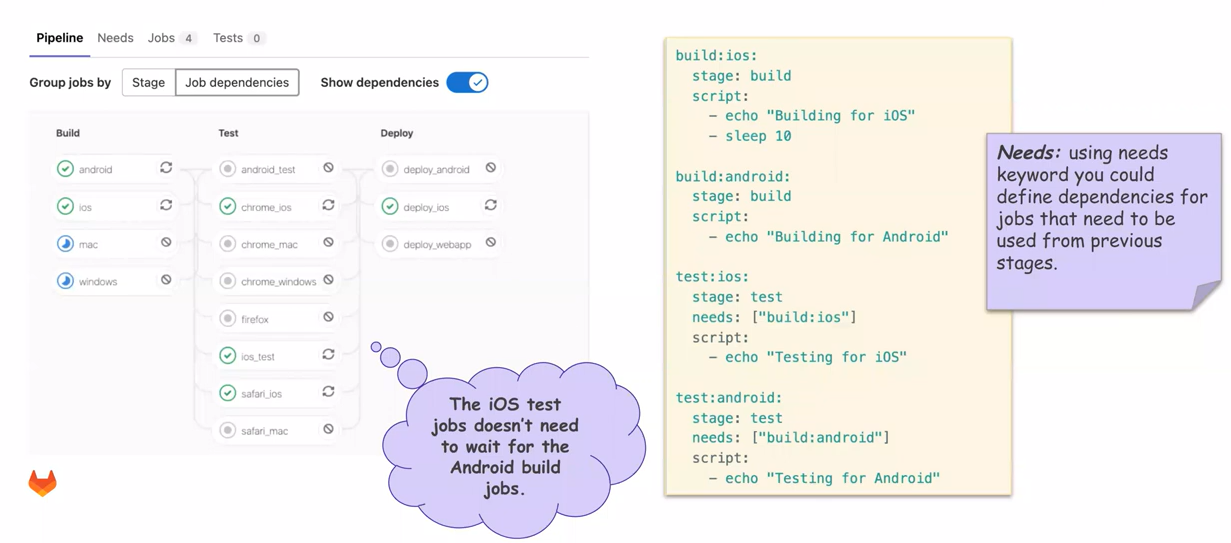 Pipeline Needs Jobs 4 Tests 0
Group jobs by Stage Job dependencies Show dependencies
Build Test Deploy
android android_test deploy_android
ios chrome_ios deploy_ios
mac chrome_mac deploy_webapp
windows chrome_windows
firefox
ios_test
safari_ios
safari_mac
The iOS test
jobs doesn't need
to wait for the
Android build
jobs.
build:ios:
  stage: build
  script:
    - echo "Building for iOS"
    - sleep 10
build:android:
  stage: build
  script:
    - echo "Building for Android"
test:ios:
  stage: test
  needs: ["build:ios"]
  script:
    - echo "Testing for iOS"
test:android:
  stage: test
  needs: ["build:android"]
  script:
    - echo "Testing for Android"
Needs: using needs
keyword you could
define dependencies for
jobs that need to be
used from previous
stages.